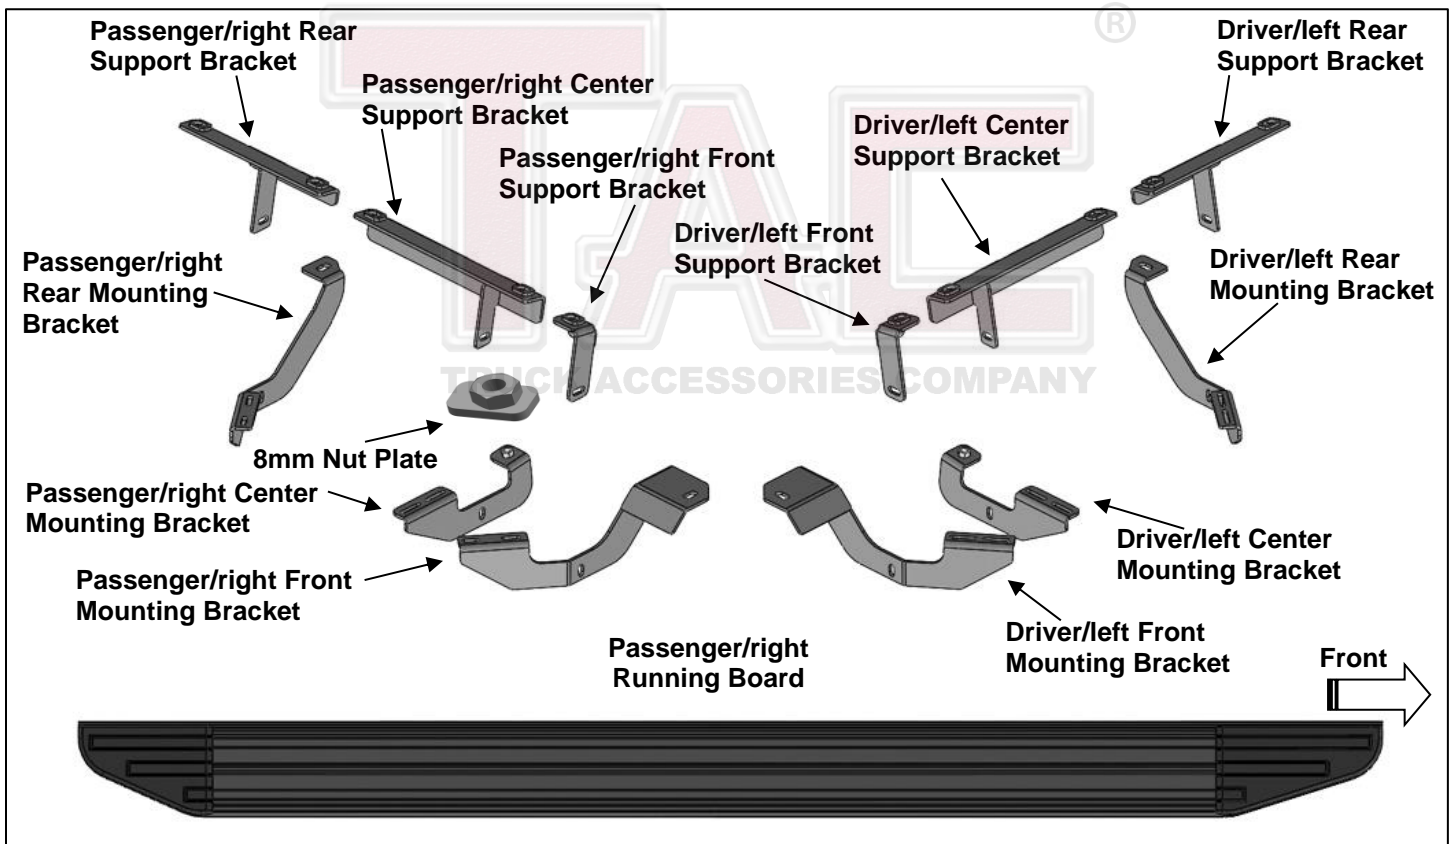 ®
TAC
TRUCK ACCESSORIES COMPANY
Passenger/right Rear
Support Bracket
Passenger/right Center
Support Bracket
Passenger/right Front
Support Bracket
Driver/left Rear
Support Bracket
Driver/left Center
Support Bracket
Driver/left Front
Support Bracket
Passenger/right
Rear Mounting
Bracket
Driver/left Rear
Mounting Bracket
8mm Nut Plate
Passenger/right Center
Mounting Bracket
Passenger/right Front
Mounting Bracket
Driver/left Center
Mounting Bracket
Driver/left Front
Mounting Bracket
Passenger/right
Running Board
Front